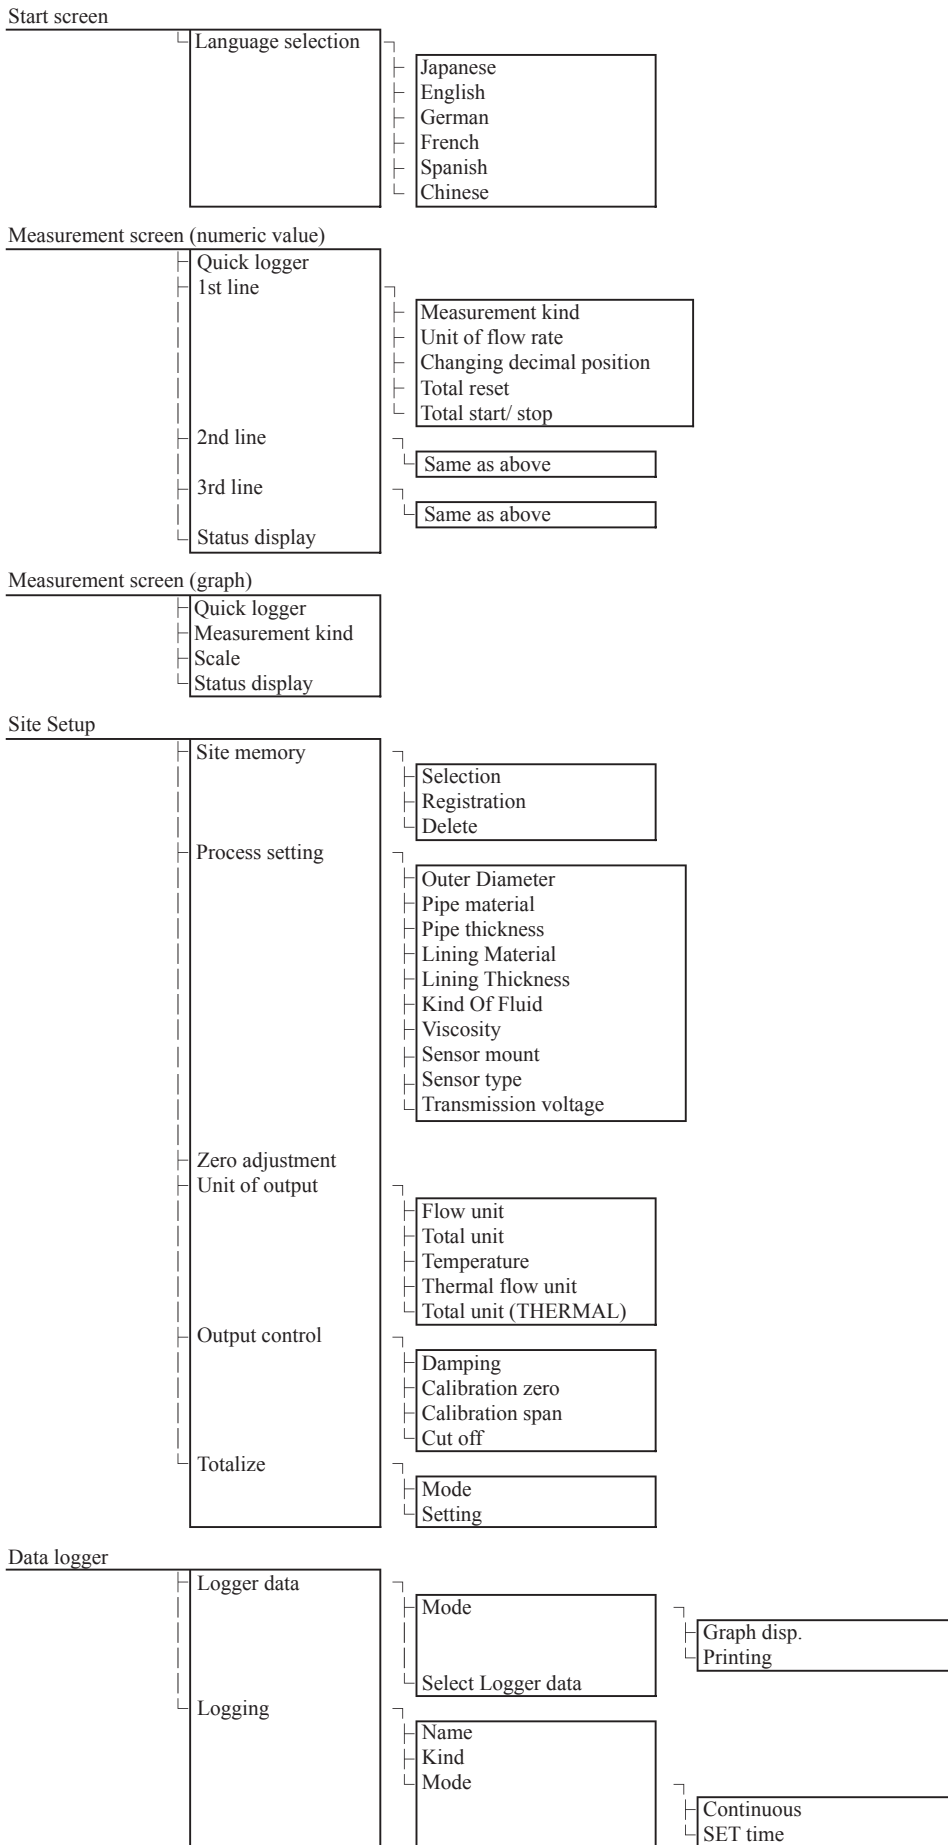 Start screen
Language selection
Japanese
English
German
French
Spanish
Chinese
Measurement screen (numeric value)
Quick logger
1st line
Measurement kind
Unit of flow rate
Changing decimal position
Total reset
Total start/ stop
2nd line
Same as above
3rd line
Same as above
Status display
Measurement screen (graph)
Quick logger
Measurement kind
Scale
Status display
Site Setup
Site memory
Selection
Registration
Delete
Process setting
Outer Diameter
Pipe material
Pipe thickness
Lining Material
Lining Thickness
Kind Of Fluid
Viscosity
Sensor mount
Sensor type
Transmission voltage
Zero adjustment
Unit of output
Flow unit
Total unit
Temperature
Thermal flow unit
Total unit (THERMAL)
Output control
Damping
Calibration zero
Calibration span
Cut off
Totalize
Mode
Setting
Data logger
Logger data
Mode
Graph disp.
Printing
Select Logger data
Logging
Name
Kind
Mode
Continuous
SET time